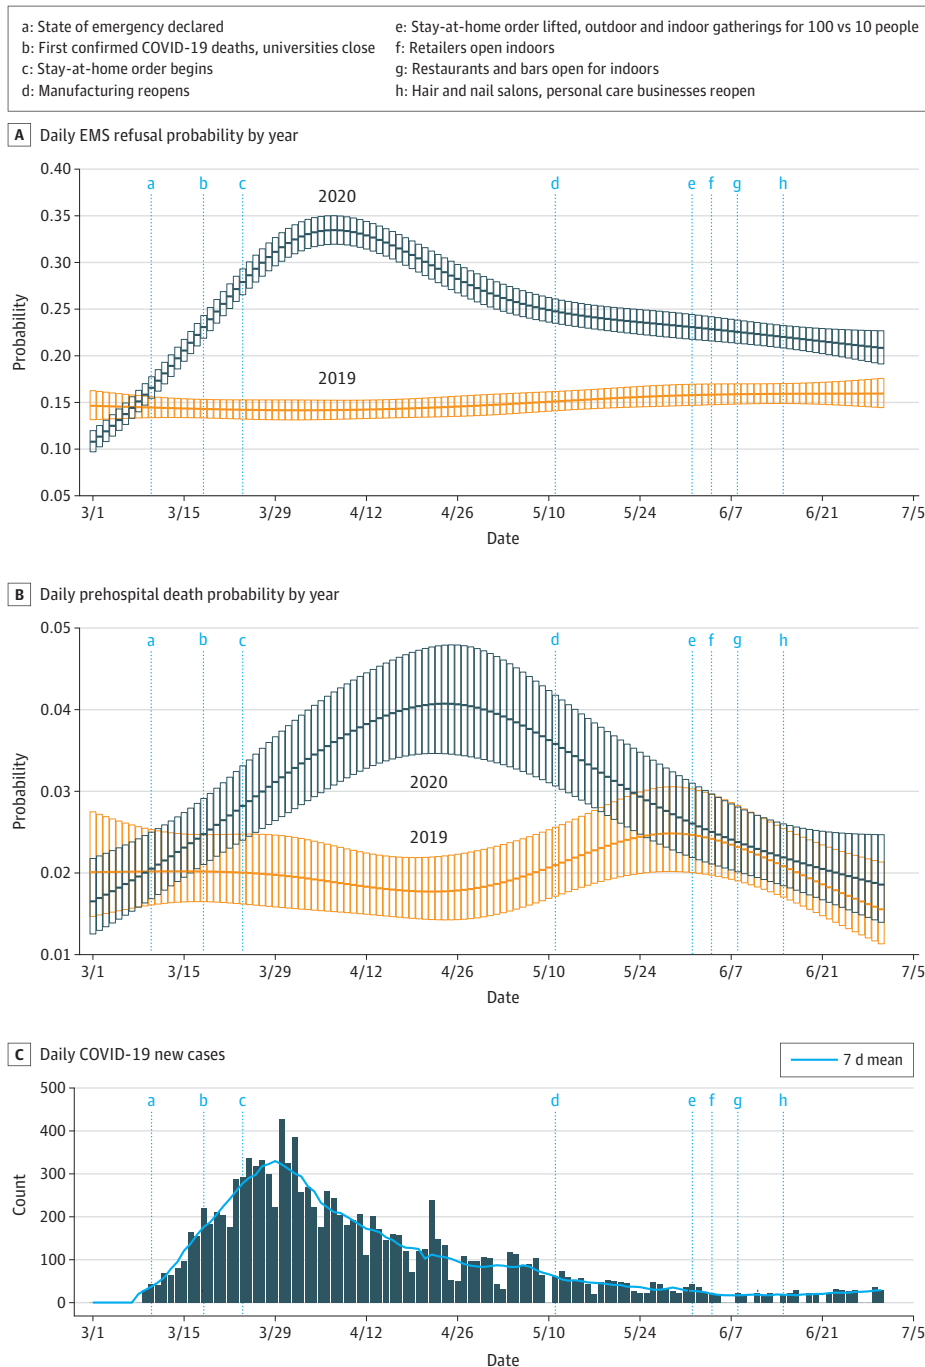 a: State of emergency declared
b: First confirmed COVID-19 deaths, universities close
c: Stay-at-home order begins
d: Manufacturing reopens
e: Stay-at-home order lifted, outdoor and indoor gatherings for 100 vs 10 people
f: Retailers open indoors
g: Restaurants and bars open for indoors
h: Hair and nail salons, personal care businesses reopen
A Daily EMS refusal probability by year
0.40
a b c d e f g h
2020
0.35
0.30
0.25
Probability
0.20
2019
0.15
0.10
0.05
3/1 3/15 3/29 4/12 4/26 5/10 5/24 6/7 6/21 7/5
Date
B Daily prehospital death probability by year
0.05
a b c d e f g h
0.04
Probability
0.03
2020
2019
0.02
0.01
3/1 3/15 3/29 4/12 4/26 5/10 5/24 6/7 6/21 7/5
Date
C Daily COVID-19 new cases
7 d mean
500
a b c d e f g h
400
300
Count
200
100
0
3/1 3/15 3/29 4/12 4/26 5/10 5/24 6/7 6/21 7/5
Date